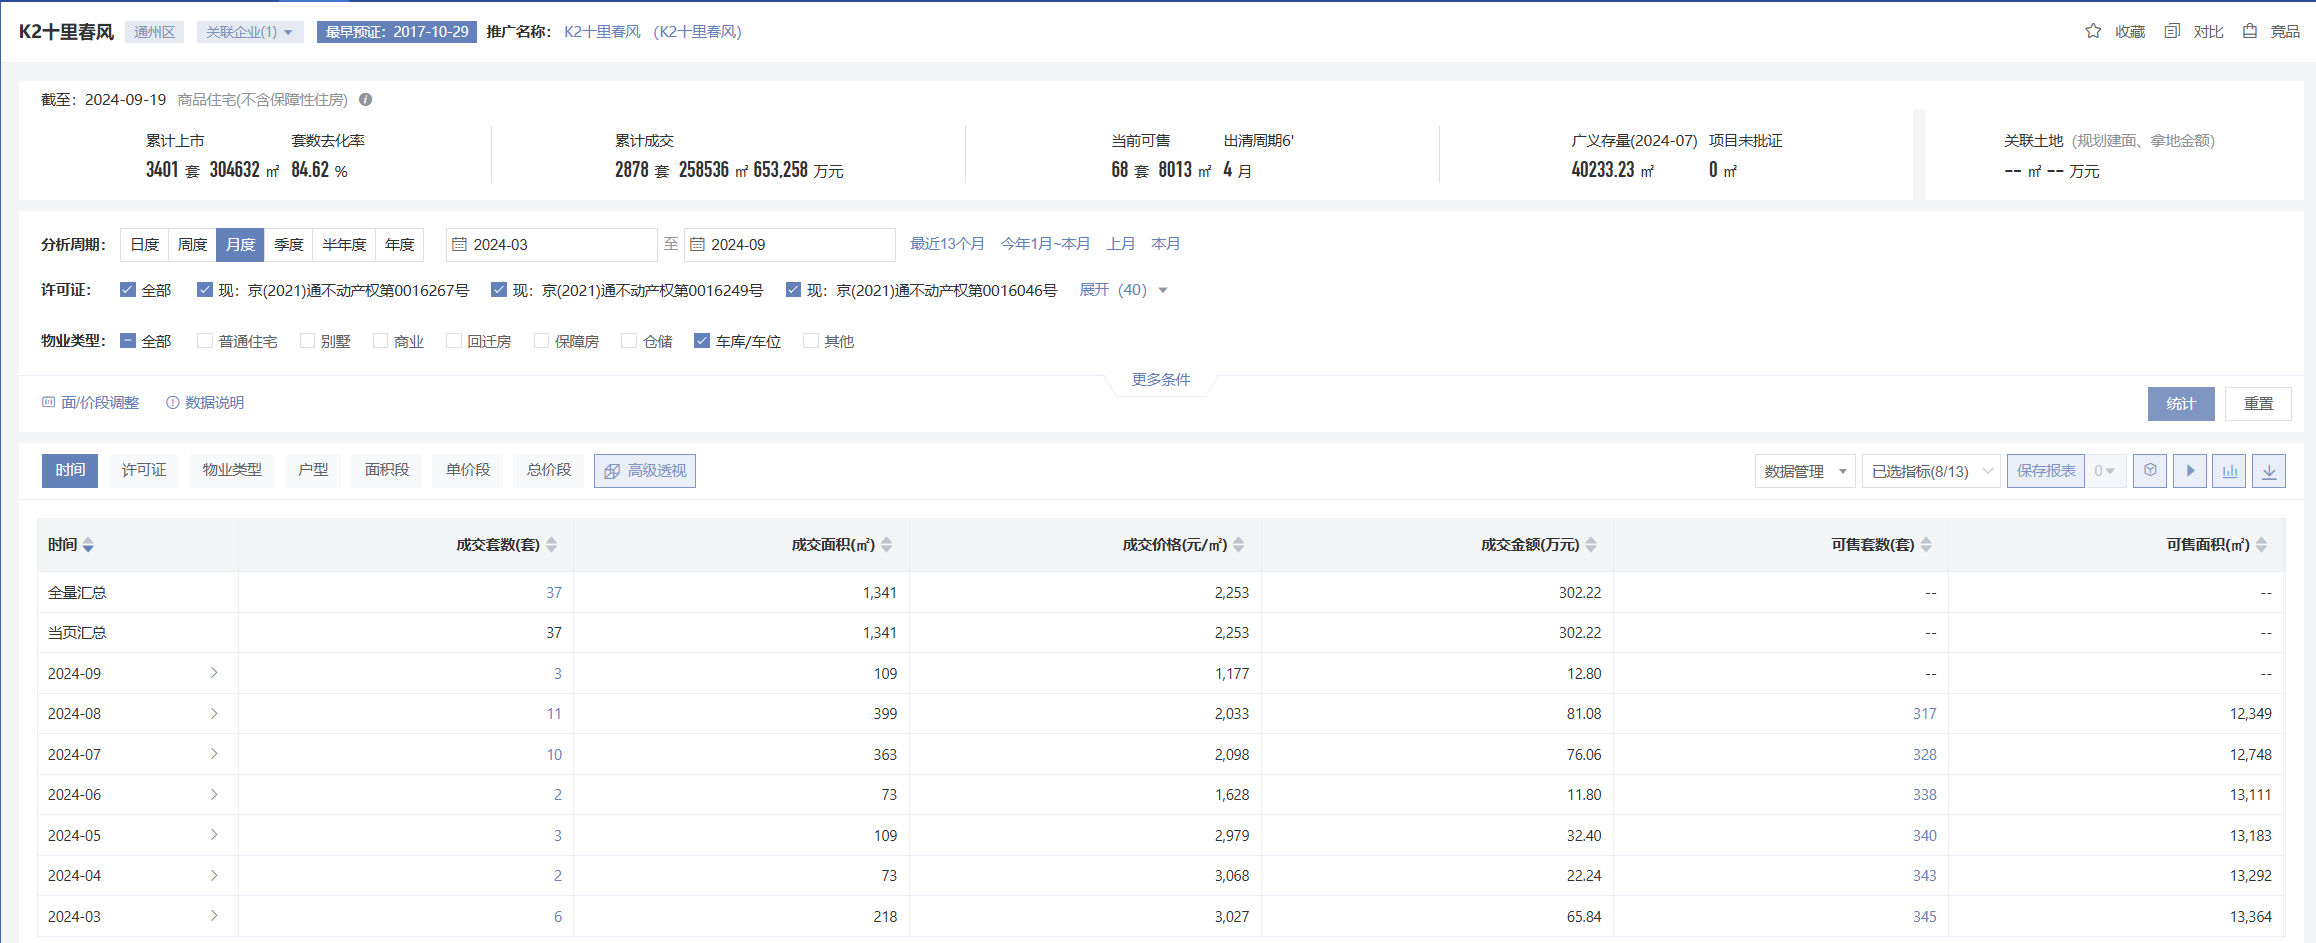 K2十里春风 通州区 关联企业(1) 最早预证：2017-10-29 推广名称： K2十里春风 (K2十里春风) 收藏 对比 竞品
截至：2024-09-19 商品住宅(不含保障性住房)
累计上市 套数去化率 累计成交 当前可售 出清周期6' 广义存量(2024-07) 项目未批证 关联土地 (规划建面、拿地金额)
3401 套 304632 ㎡ 84.62 % 2878 套 258536 ㎡ 653,258 万元 68 套 8013 ㎡ 4 月 40233.23 ㎡ 0 ㎡ -- ㎡ -- 万元
分析周期： 日度 周度 月度 季度 半年度 年度 2024-03 至 2024-09 最近13个月 今年1月~本月 上月 本月
许可证： 全部 现：京(2021)通不动产权第0016267号 现：京(2021)通不动产权第0016249号 现：京(2021)通不动产权第0016046号 展开 (40)
物业类型： 全部 普通住宅 别墅 商业 回迁房 保障房 仓储 车库/车位 其他
更多条件
面/价段调整 数据说明 统计 重置
时间 许可证 物业类型 户型 面积段 单价段 总价段 高级透视 数据管理 已选指标(8/13) 保存报表 0
时间 成交套数(套) 成交面积(㎡) 成交价格(元/㎡) 成交金额(万元) 可售套数(套) 可售面积(㎡)
全量汇总 37 1,341 2,253 302.22 -- --
当页汇总 37 1,341 2,253 302.22 -- --
2024-09 3 109 1,177 12.80 -- --
2024-08 11 399 2,033 81.08 317 12,349
2024-07 10 363 2,098 76.06 328 12,748
2024-06 2 73 1,628 11.80 338 13,111
2024-05 3 109 2,979 32.40 340 13,183
2024-04 2 73 3,068 22.24 343 13,292
2024-03 6 218 3,027 65.84 345 13,364